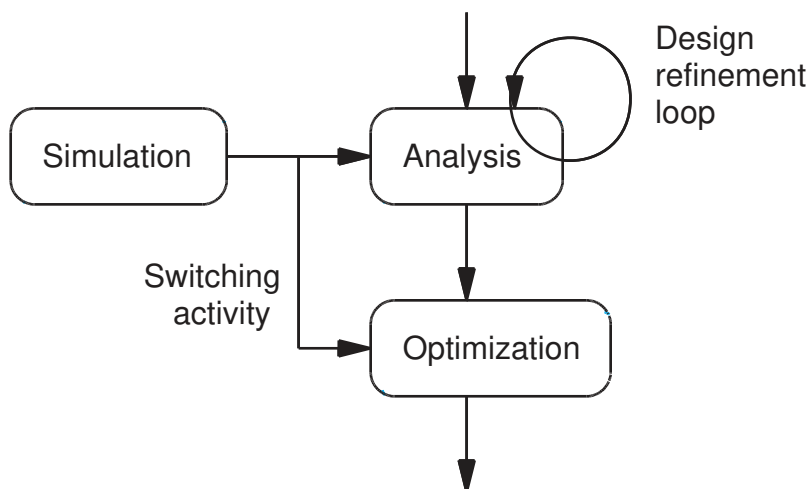 Design
refinement
loop
Simulation
Analysis
Switching
activity
Optimization